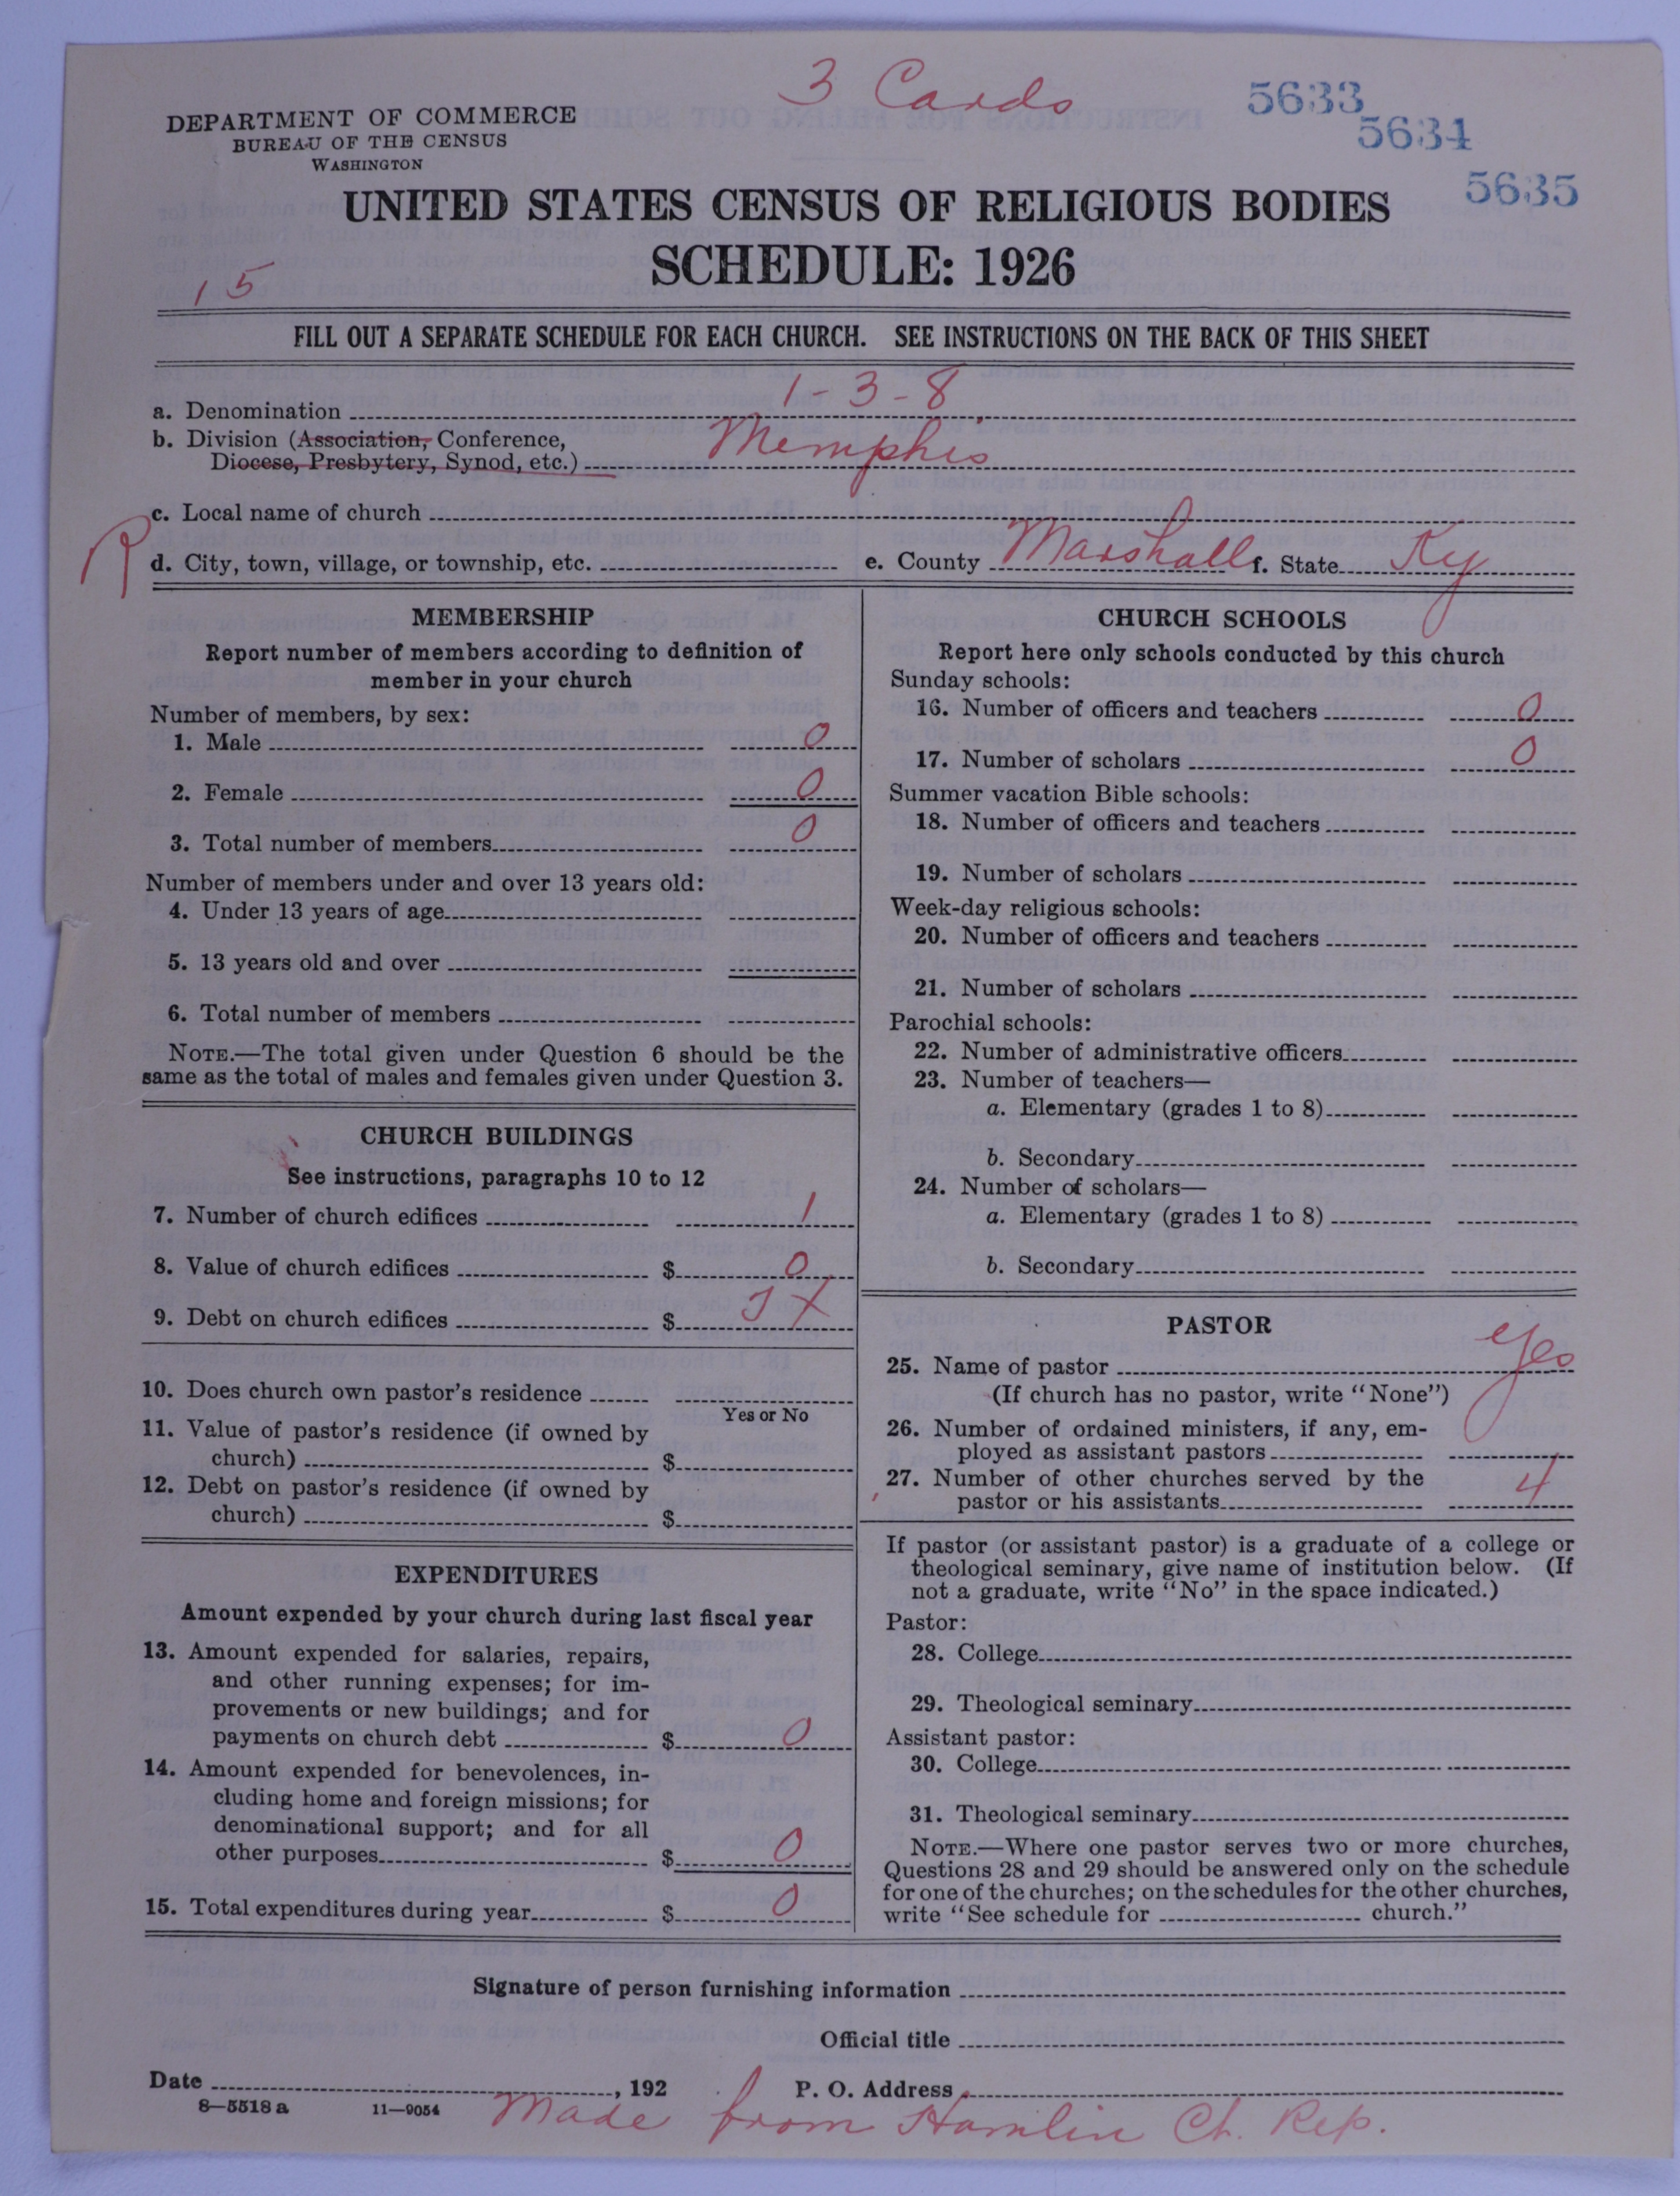 3 Cards
5633
5634
5635
DEPARTMENT OF COMMERCE
BUREAU OF THE CENSUS
WASHINGTON
UNITED STATES CENSUS OF RELIGIOUS BODIES
SCHEDULE: 1926
15
FILL OUT A SEPARATE SCHEDULE FOR EACH CHURCH. SEE INSTRUCTIONS ON THE BACK OF THIS SHEET
a. Denomination 1-3-8
b. Division (Association, Conference,
Diocese, Presbytery, Synod, etc.) Memphis
c. Local name of church
R d. City, town, village, or township, etc. e. County Marshall f. State Ky
MEMBERSHIP
Report number of members according to definition of
member in your church
Number of members, by sex:
1. Male 0
2. Female 0
3. Total number of members 0
Number of members under and over 13 years old:
4. Under 13 years of age
5. 13 years old and over
6. Total number of members
NOTE.—The total given under Question 6 should be the
same as the total of males and females given under Question 3.
CHURCH BUILDINGS
See instructions, paragraphs 10 to 12
7. Number of church edifices 1
8. Value of church edifices $ 0
9. Debt on church edifices $
10. Does church own pastor's residence
Yes or No
11. Value of pastor's residence (if owned by
church) $
12. Debt on pastor's residence (if owned by
church) $
EXPENDITURES
Amount expended by your church during last fiscal year
13. Amount expended for salaries, repairs,
and other running expenses; for im-
provements or new buildings; and for
payments on church debt $ 0
14. Amount expended for benevolences, in-
cluding home and foreign missions; for
denominational support; and for all
other purposes $ 0
15. Total expenditures during year $ 0
CHURCH SCHOOLS
Report here only schools conducted by this church
Sunday schools:
16. Number of officers and teachers 0
17. Number of scholars 0
Summer vacation Bible schools:
18. Number of officers and teachers
19. Number of scholars
Week-day religious schools:
20. Number of officers and teachers
21. Number of scholars
Parochial schools:
22. Number of administrative officers
23. Number of teachers—
a. Elementary (grades 1 to 8)
b. Secondary
24. Number of scholars—
a. Elementary (grades 1 to 8)
b. Secondary
PASTOR
25. Name of pastor yes
(If church has no pastor, write "None")
26. Number of ordained ministers, if any, em-
ployed as assistant pastors
27. Number of other churches served by the
pastor or his assistants 4
If pastor (or assistant pastor) is a graduate of a college or
theological seminary, give name of institution below. (If
not a graduate, write "No" in the space indicated.)
Pastor:
28. College
29. Theological seminary
Assistant pastor:
30. College
31. Theological seminary
NOTE.—Where one pastor serves two or more churches,
Questions 28 and 29 should be answered only on the schedule
for one of the churches; on the schedules for the other churches,
write "See schedule for church."
Signature of person furnishing information
Official title
Date , 192 P. O. Address
8—5518 a 11—9054
Made from Hamlin Ch. Rep.